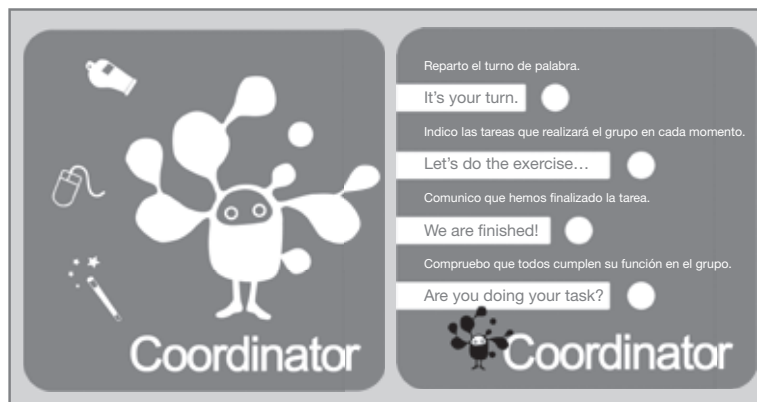 Coordinator
Reparto el turno de palabra.
It's your turn.
Indico las tareas que realizará el grupo en cada momento.
Let's do the exercise…
Comunico que hemos finalizado la tarea.
We are finished!
Compruebo que todos cumplen su función en el grupo.
Are you doing your task?
Coordinator